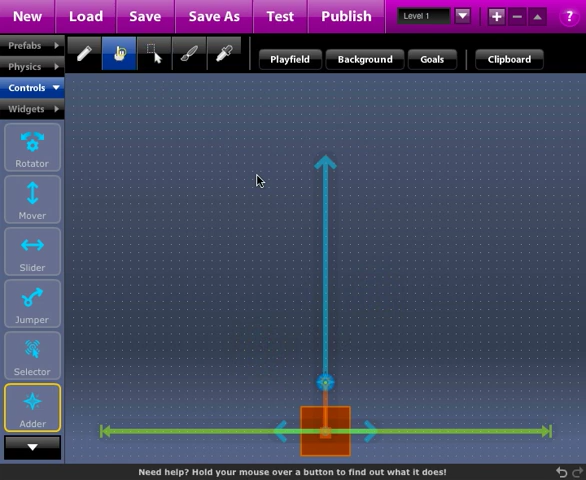 New Load Save Save As Test Publish Level 1 + - ?
Prefabs
Physics
Controls
Widgets
Playfield Background Goals Clipboard
Rotator
Mover
Slider
Jumper
Selector
Adder
Need help? Hold your mouse over a button to find out what it does!